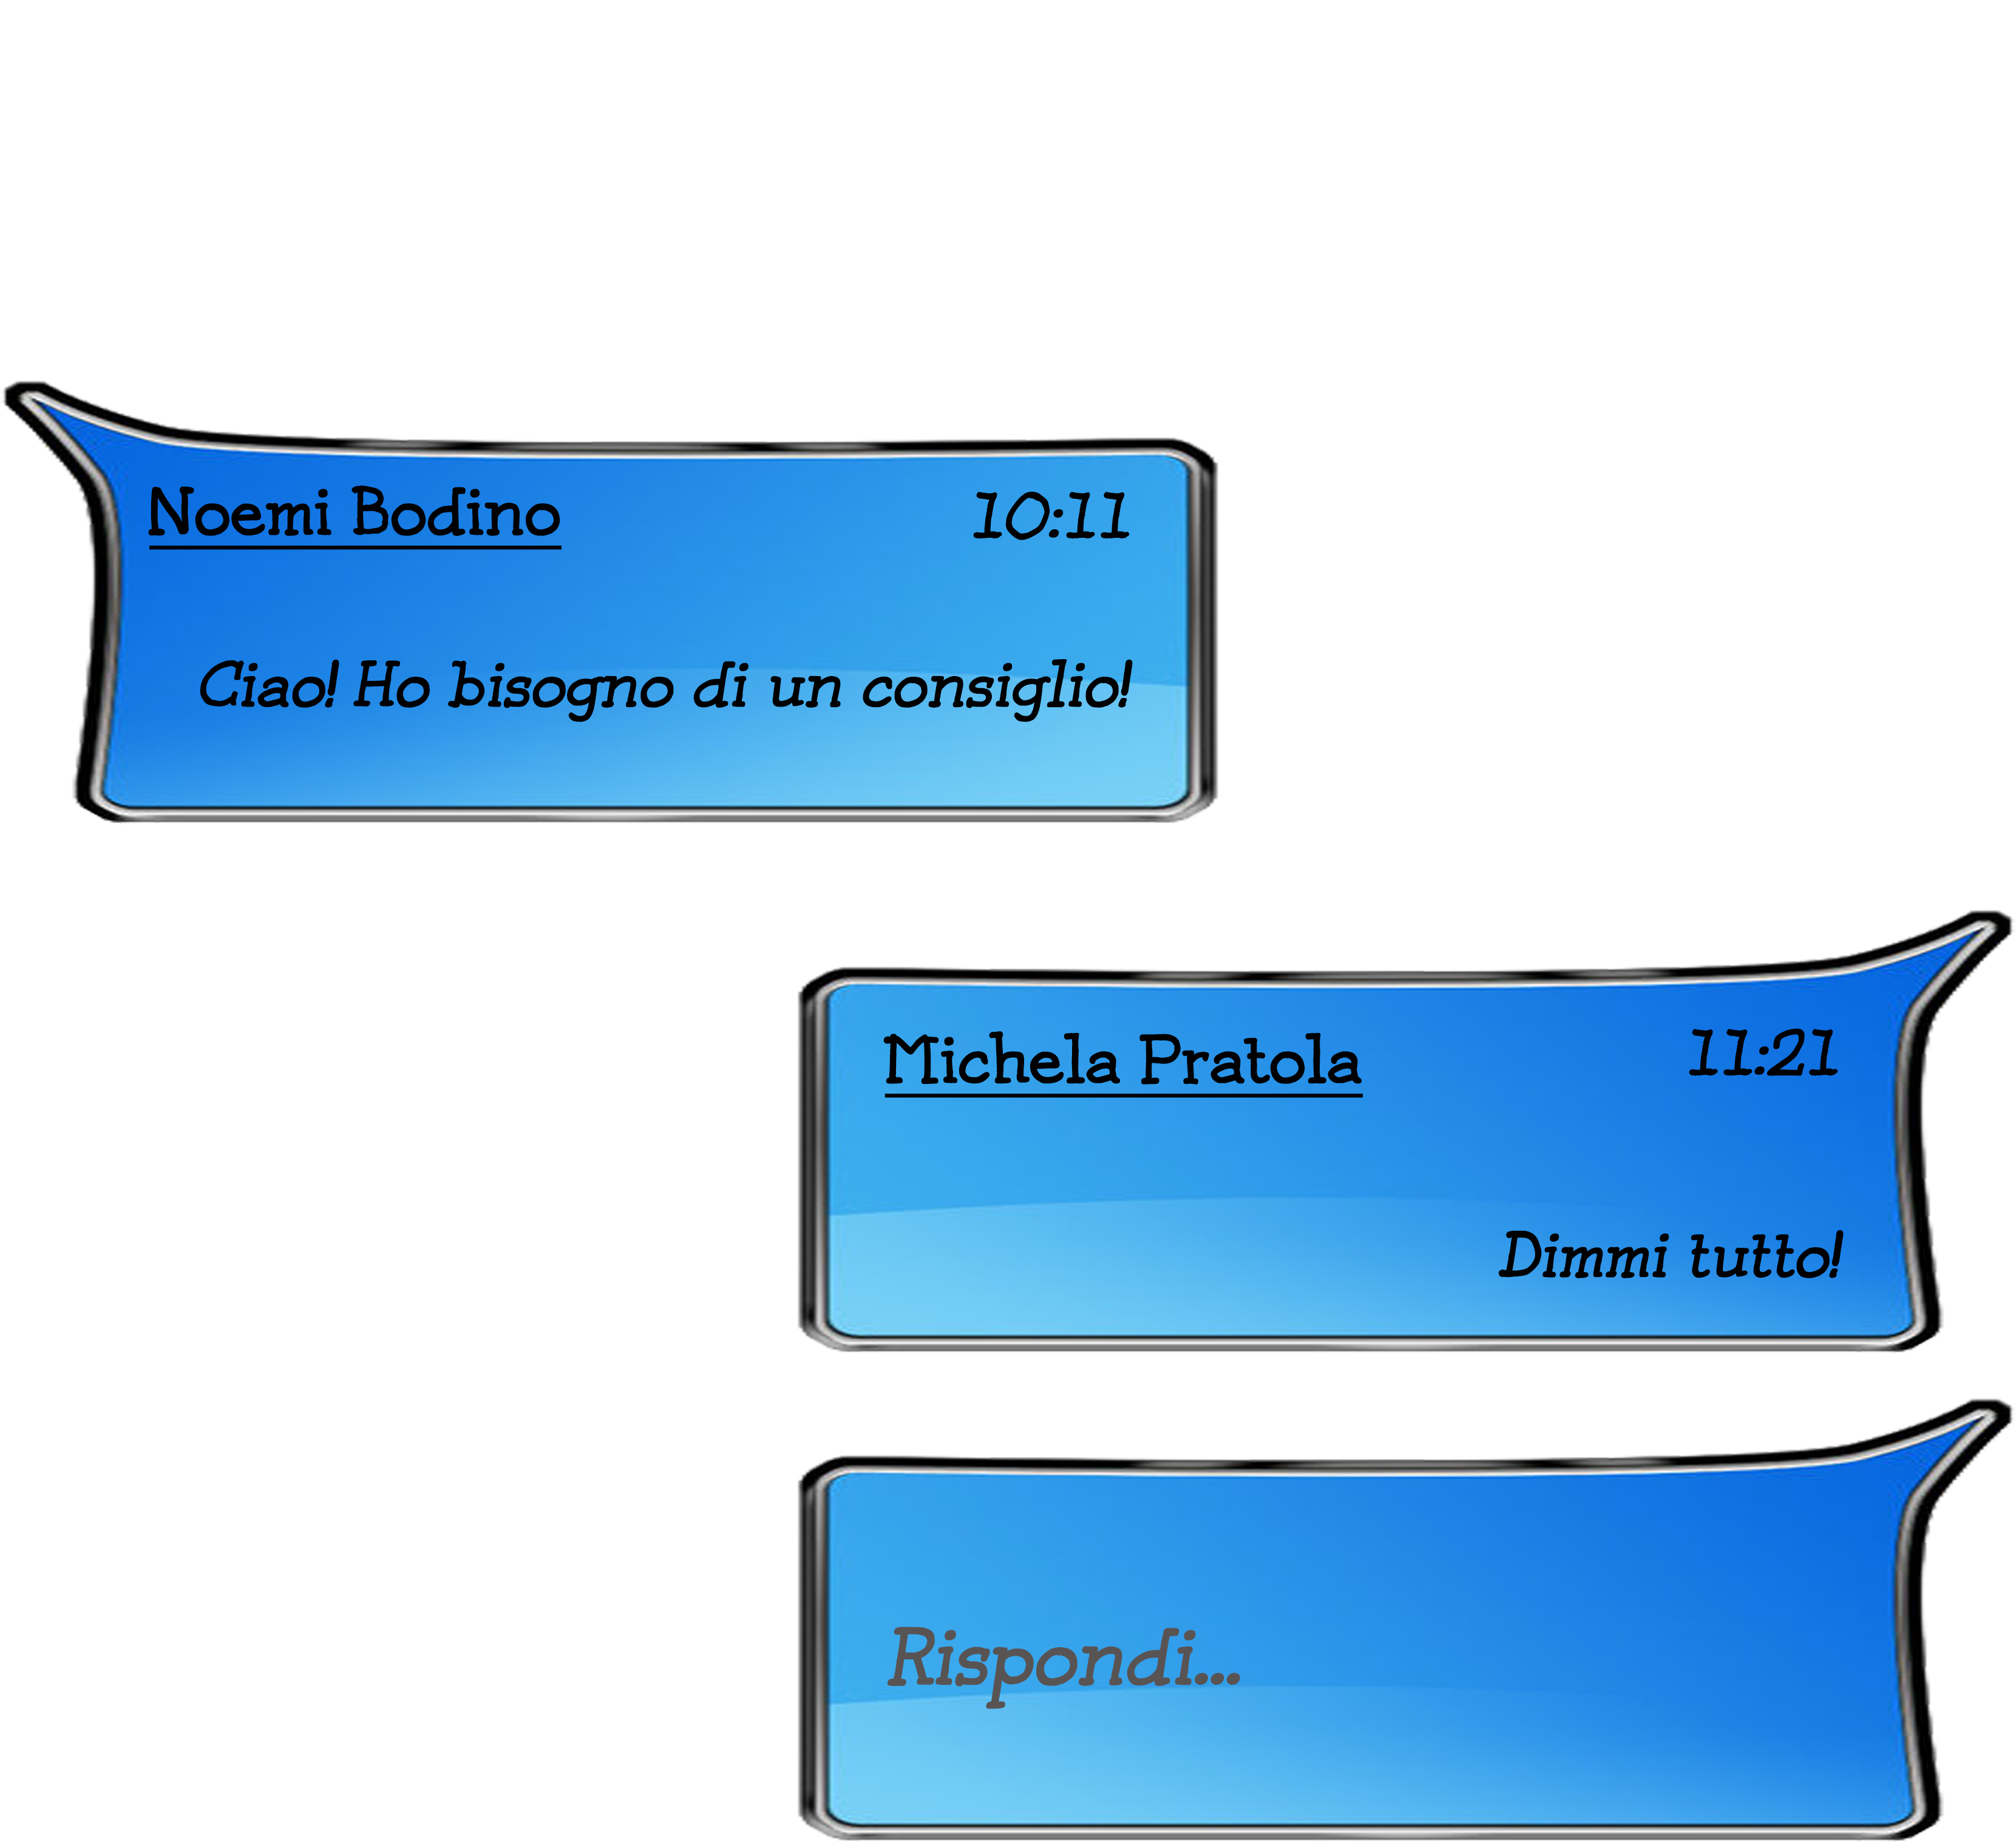 Noemi Bodino 10:11
Ciao! Ho bisogno di un consiglio!
Michela Pratola 11:21
Dimmi tutto!
Rispondi...